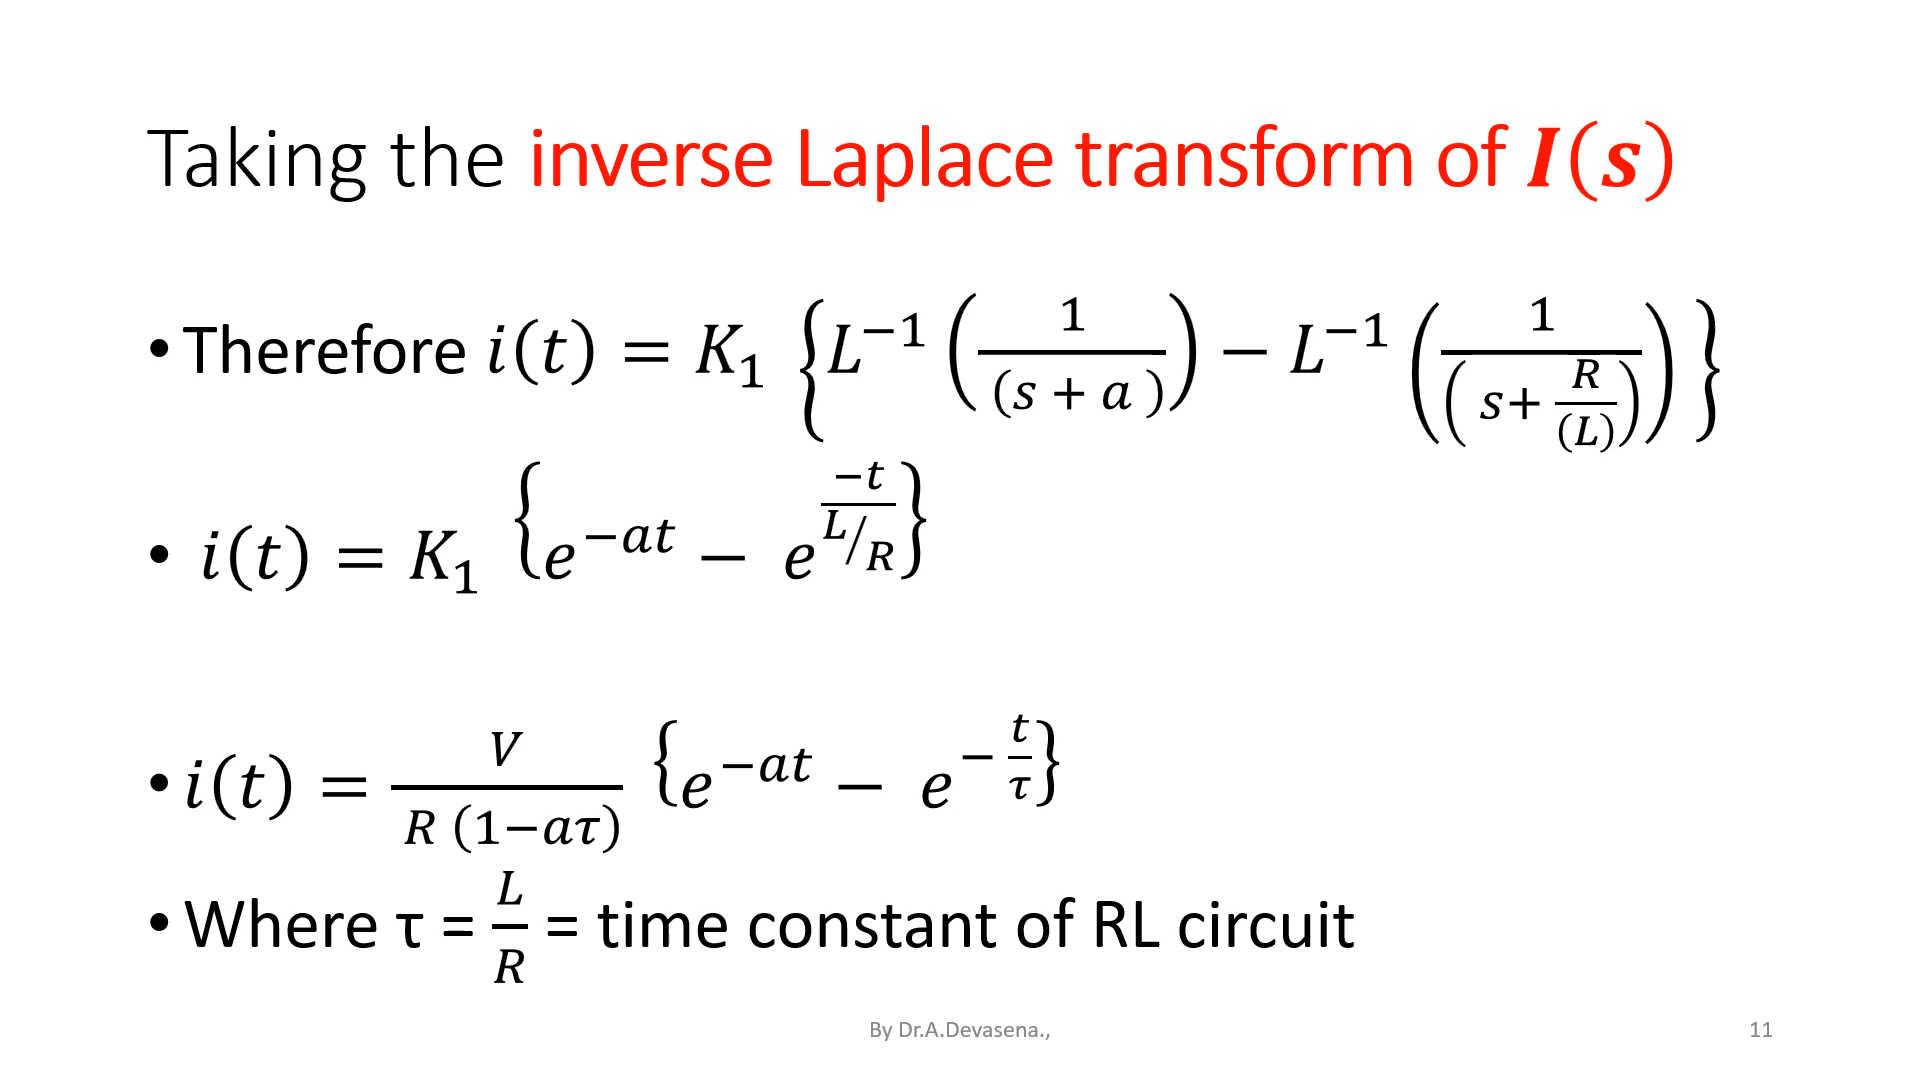 Taking the inverse Laplace transform of I(s)
• Therefore i(t) = K₁ {L⁻¹ (1/(s + a)) − L⁻¹ (1/(s + R/(L)))}
• i(t) = K₁ {e^(−at) − e^(−t/(L/R))}
• i(t) = V/(R (1−aτ)) {e^(−at) − e^(−t/τ)}
• Where τ = L/R = time constant of RL circuit
By Dr.A.Devasena.,
11